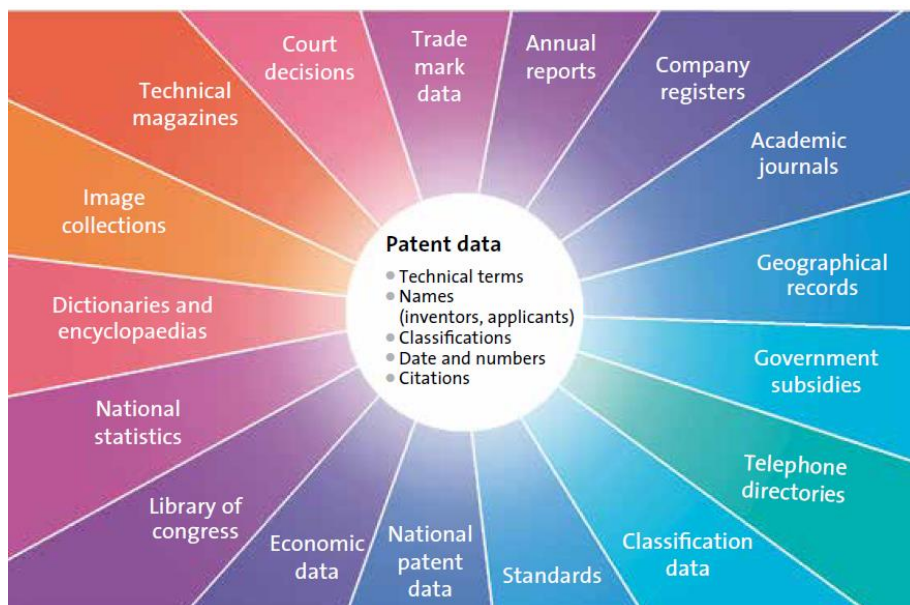 Court
decisions
Trade
mark
data
Annual
reports
Company
registers
Academic
journals
Geographical
records
Government
subsidies
Telephone
directories
Classification
data
Standards
National
patent
data
Economic
data
Library of
congress
National
statistics
Dictionaries and
encyclopaedias
Image
collections
Technical
magazines
Patent data
Technical terms
Names
(inventors, applicants)
Classifications
Date and numbers
Citations